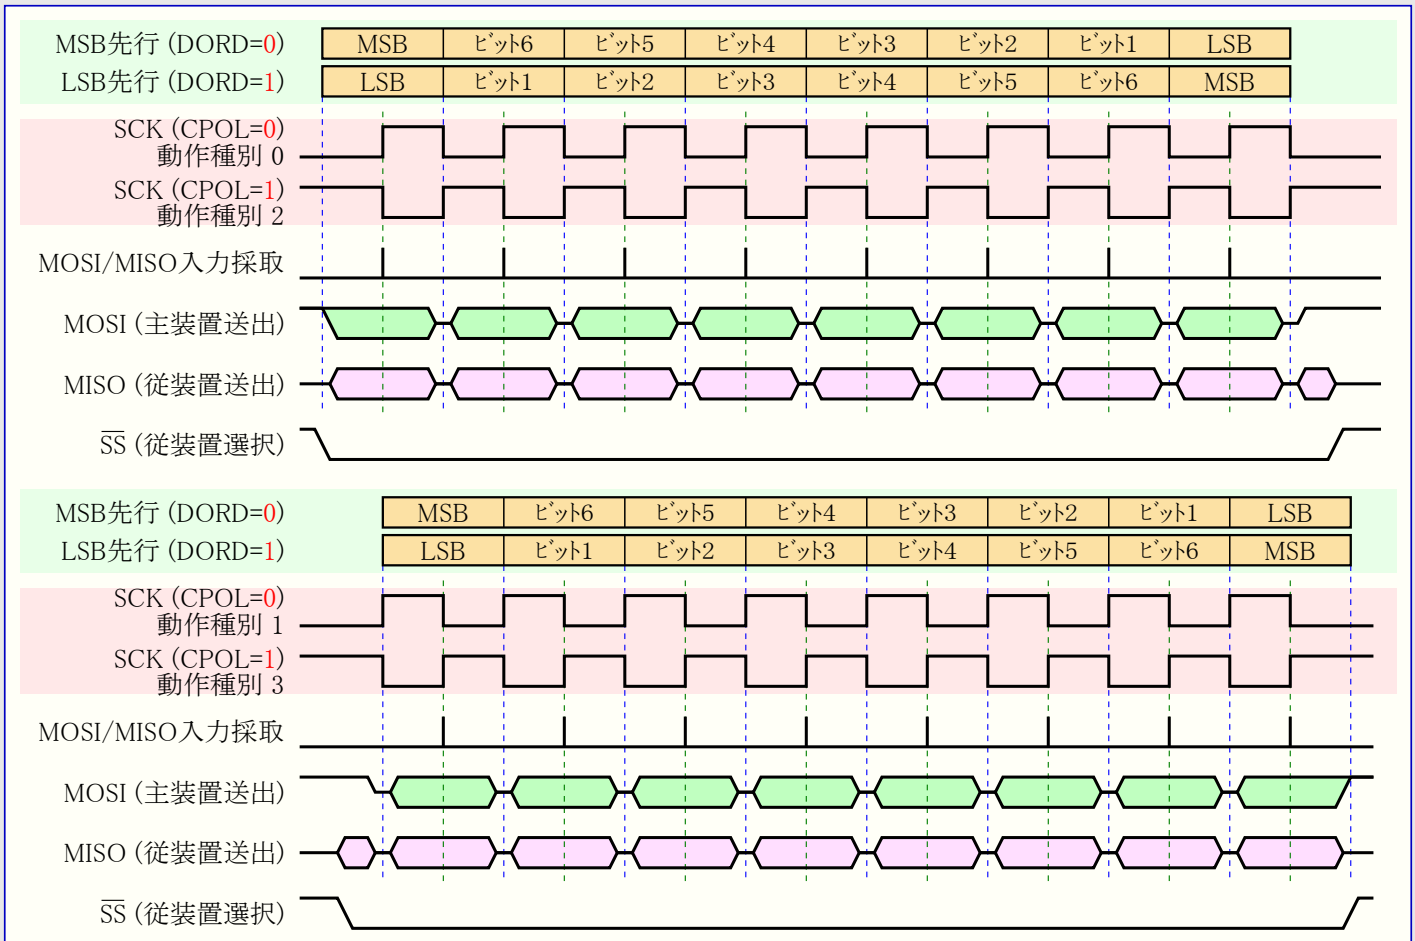 MSB先行 (DORD=0) MSB ビット6 ビット5 ビット4 ビット3 ビット2 ビット1 LSB
LSB先行 (DORD=1) LSB ビット1 ビット2 ビット3 ビット4 ビット5 ビット6 MSB
SCK (CPOL=0)
動作種別 0
SCK (CPOL=1)
動作種別 2
MOSI/MISO入力採取
MOSI (主装置送出)
MISO (従装置送出)
S̅S̅ (従装置選択)
MSB先行 (DORD=0) MSB ビット6 ビット5 ビット4 ビット3 ビット2 ビット1 LSB
LSB先行 (DORD=1) LSB ビット1 ビット2 ビット3 ビット4 ビット5 ビット6 MSB
SCK (CPOL=0)
動作種別 1
SCK (CPOL=1)
動作種別 3
MOSI/MISO入力採取
MOSI (主装置送出)
MISO (従装置送出)
S̅S̅ (従装置選択)